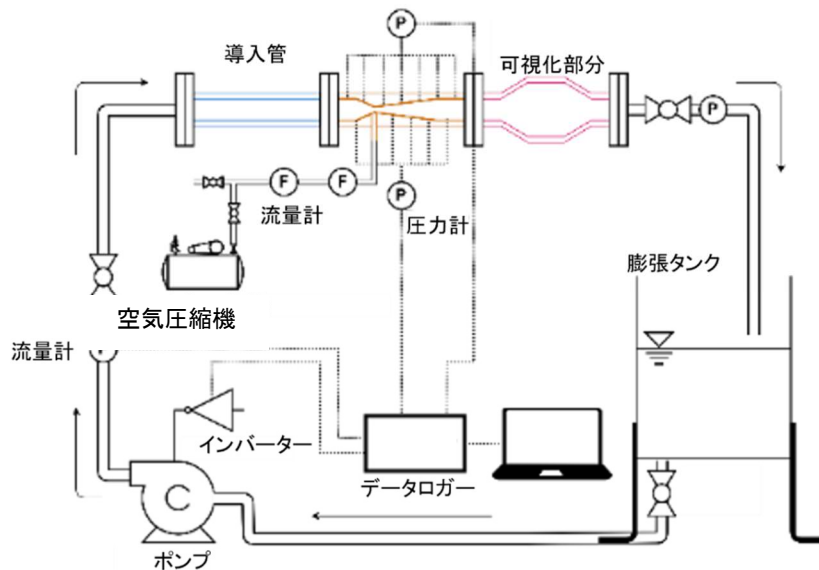 P
導入管
可視化部分
P
F
F
P
流量計
圧力計
膨張タンク
空気圧縮機
流量計
インバーター
データロガー
C
ポンプ